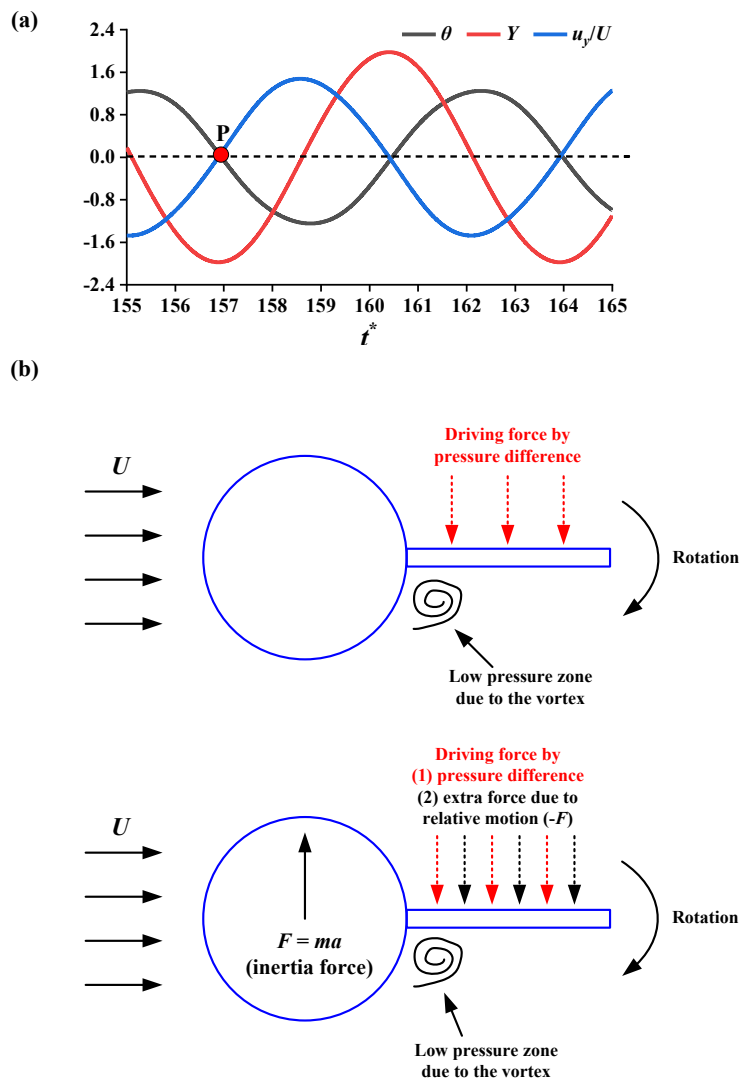 (a)
θ Y u_y/U
2.4
1.6
0.8
0.0
-0.8
-1.6
-2.4
P
155 156 157 158 159 160 161 162 163 164 165
t*
(b)
U
Driving force by
pressure difference
Rotation
Low pressure zone
due to the vortex
U
Driving force by
(1) pressure difference
(2) extra force due to
relative motion (-F)
F = ma
(inertia force)
Rotation
Low pressure zone
due to the vortex